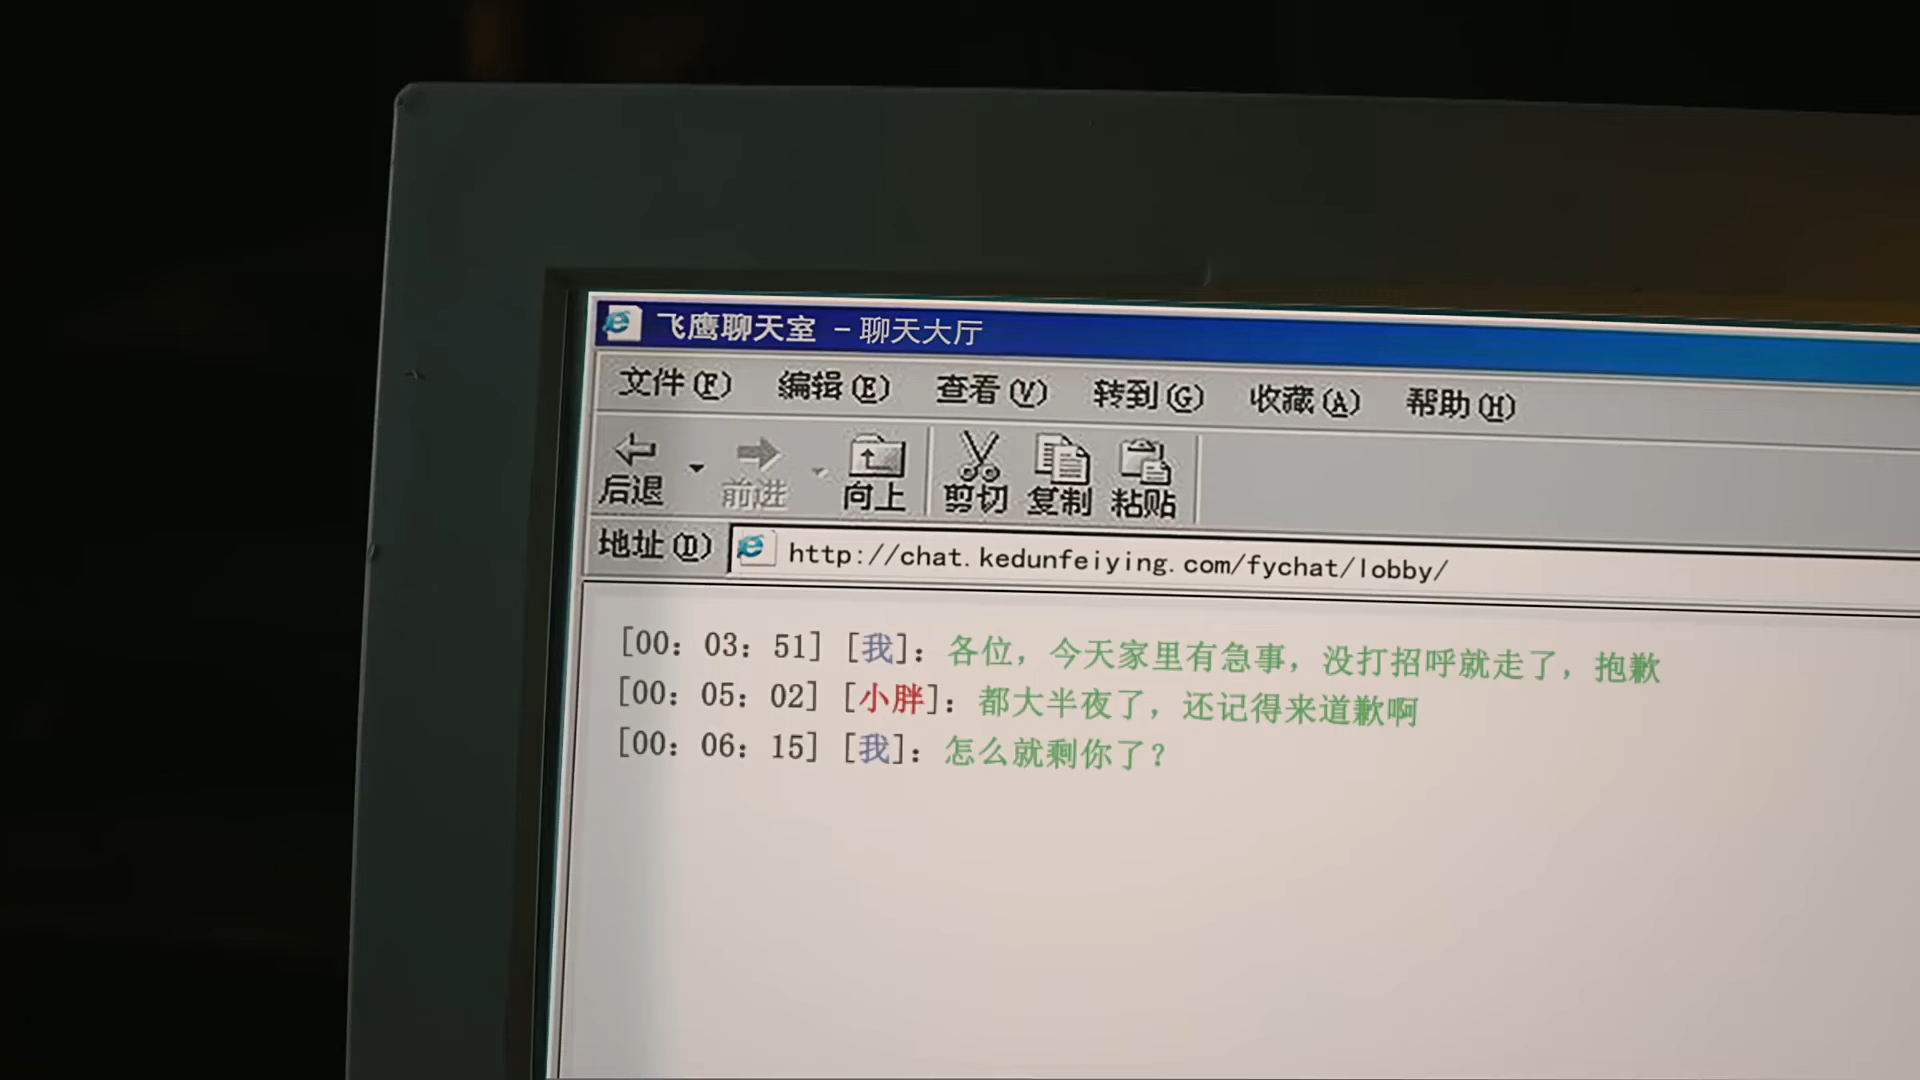 飞鹰聊天室 - 聊天大厅
文件(F) 编辑(E) 查看(V) 转到(G) 收藏(A) 帮助(H)
后退 前进 向上 剪切 复制 粘贴
地址(D) http://chat.kedunfeiying.com/fychat/lobby/
[00: 03: 51] [我]: 各位，今天家里有急事，没打招呼就走了，抱歉
[00: 05: 02] [小胖]: 都大半夜了，还记得来道歉啊
[00: 06: 15] [我]: 怎么就剩你了？